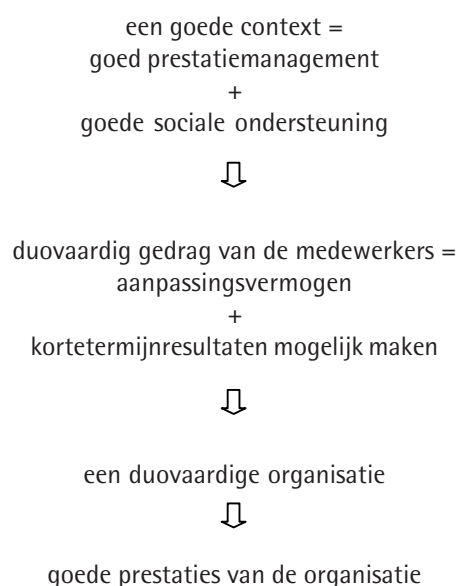 een goede context =
goed prestatiemanagement
+
goede sociale ondersteuning
duovaardig gedrag van de medewerkers =
aanpassingsvermogen
+
kortetermijnresultaten mogelijk maken
een duovaardige organisatie
goede prestaties van de organisatie